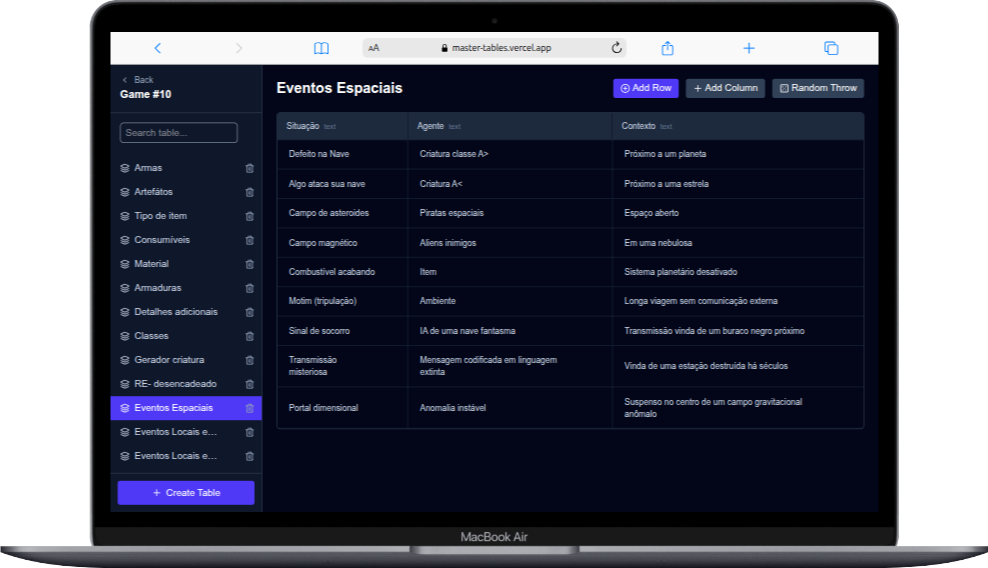 AA master-tables.vercel.app
Back
Game #10
Search table...
Armas
Artefátos
Tipo de item
Consumíveis
Material
Armaduras
Detalhes adicionais
Classes
Gerador criatura
RE- desencadeado
Eventos Espaciais
Eventos Locais e...
Eventos Locais e...
+ Create Table
Eventos Espaciais
Add Row
+ Add Column
Random Throw
Situação text Agente text Contexto text
Defeito na Nave Criatura classe A> Próximo a um planeta
Algo ataca sua nave Criatura A< Próximo a uma estrela
Campo de asteroides Piratas espaciais Espaço aberto
Campo magnético Aliens inimigos Em uma nebulosa
Combustível acabando Item Sistema planetário desativado
Motim (tripulação) Ambiente Longa viagem sem comunicação externa
Sinal de socorro IA de uma nave fantasma Transmissão vinda de um buraco negro próximo
Transmissão
misteriosa
Mensagem codificada em linguagem
extinta
Vinda de uma estação destruída há séculos
Portal dimensional Anomalia instável
Suspenso no centro de um campo gravitacional
anômalo
MacBook Air